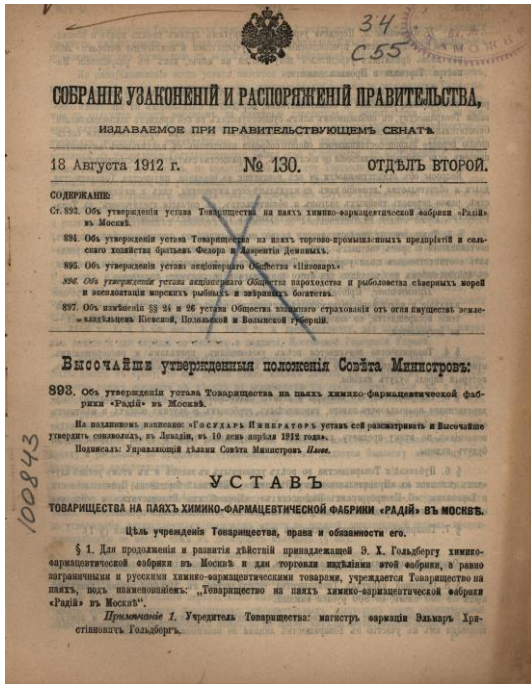 34
С55
СОБРАНІЕ УЗАКОНЕНІЙ И РАСПОРЯЖЕНІЙ ПРАВИТЕЛЬСТВА,
ИЗДАВАЕМОЕ ПРИ ПРАВИТЕЛЬСТВУЮЩЕМЪ СЕНАТѢ.
18 Августа 1912 г. № 130. ОТДѢЛЪ ВТОРОЙ.
СОДЕРЖАНІЕ:
Ст. 893. Объ утвержденіи устава Товарищества на паяхъ химико-фармацевтической фабрики «Радій»
въ Москвѣ.
894. Объ утвержденіи устава Товарищества на паяхъ торгово-промышленныхъ предпріятій и сель-
скаго хозяйства братьевъ Федора и Лаврентія Деминыхъ.
895. Объ утвержденіи устава акціонернаго Общества «Пивоваръ».
896. Объ утвержденіи устава акціонернаго Общества пароходства и рыболовства сѣверныхъ морей
и эксплоатаціи морскихъ рыбныхъ и звѣриныхъ богатствъ.
897. Объ измѣненіи §§ 24 и 26 устава Общества взаимнаго страхованія отъ огня имуществъ земле-
владѣльцевъ Кіевской, Подольской и Волынской губерній.
Высочайше утвержденныя положенія Совѣта Министровъ:
893. Объ утвержденіи устава Товарищества на паяхъ химико-фармацевтической фаб-
рики «Радій» въ Москвѣ.
На подлинномъ написано: «Государь Императоръ уставъ сей разсматривать и Высочайше
утвердить соизволилъ, въ Ливадіи, въ 10 день апрѣля 1912 года».
Подписалъ: Управляющій дѣлами Совѣта Министровъ Плеве.
УСТАВЪ
ТОВАРИЩЕСТВА НА ПАЯХЪ ХИМИКО-ФАРМАЦЕВТИЧЕСКОЙ ФАБРИКИ «РАДІЙ» ВЪ МОСКВѢ.
Цѣль учрежденія Товарищества, права и обязанности его.
§ 1. Для продолженія и развитія дѣйствій принадлежащей Э. Х. Гольдбергу химико-
фармацевтической фабрики въ Москвѣ и для торговли издѣліями этой фабрики, а равно
заграничными и русскими химико-фармацевтическими товарами, учреждается Товарищество на
паяхъ, подъ наименованіемъ: „Товарищество на паяхъ химико-фармацевтической фабрики
«Радій» въ Москвѣ“.
Примѣчаніе 1. Учредитель Товарищества: магистръ фармаціи Эльмаръ Хри-
стіановичъ Гольдбергъ.
100843